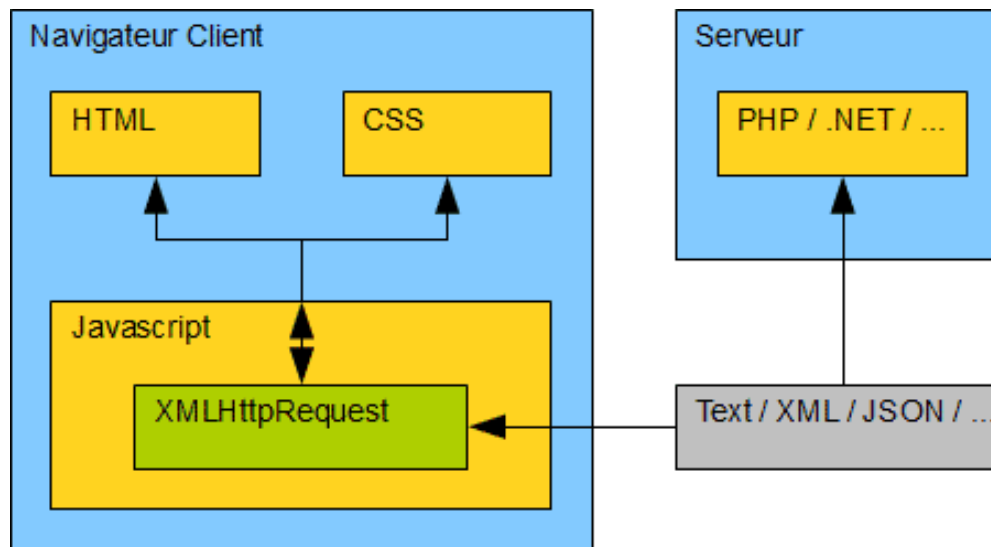 Navigateur Client
Serveur
HTML
CSS
PHP / .NET / ...
Javascript
XMLHttpRequest
Text / XML / JSON / ...